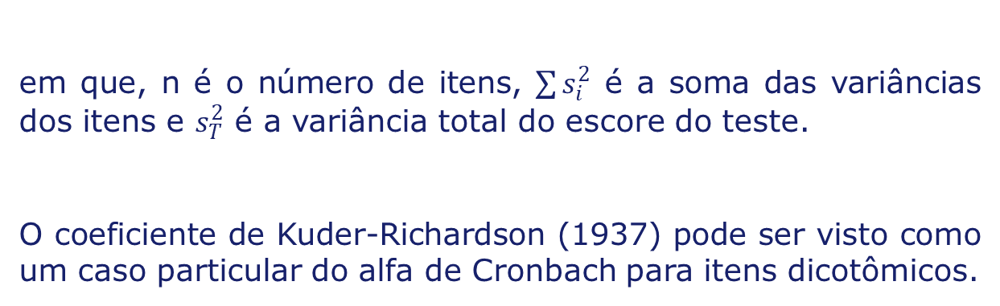 em que, n é o número de itens, ∑ s_i^2 é a soma das variâncias
dos itens e s_T^2 é a variância total do escore do teste.
O coeficiente de Kuder-Richardson (1937) pode ser visto como
um caso particular do alfa de Cronbach para itens dicotômicos.